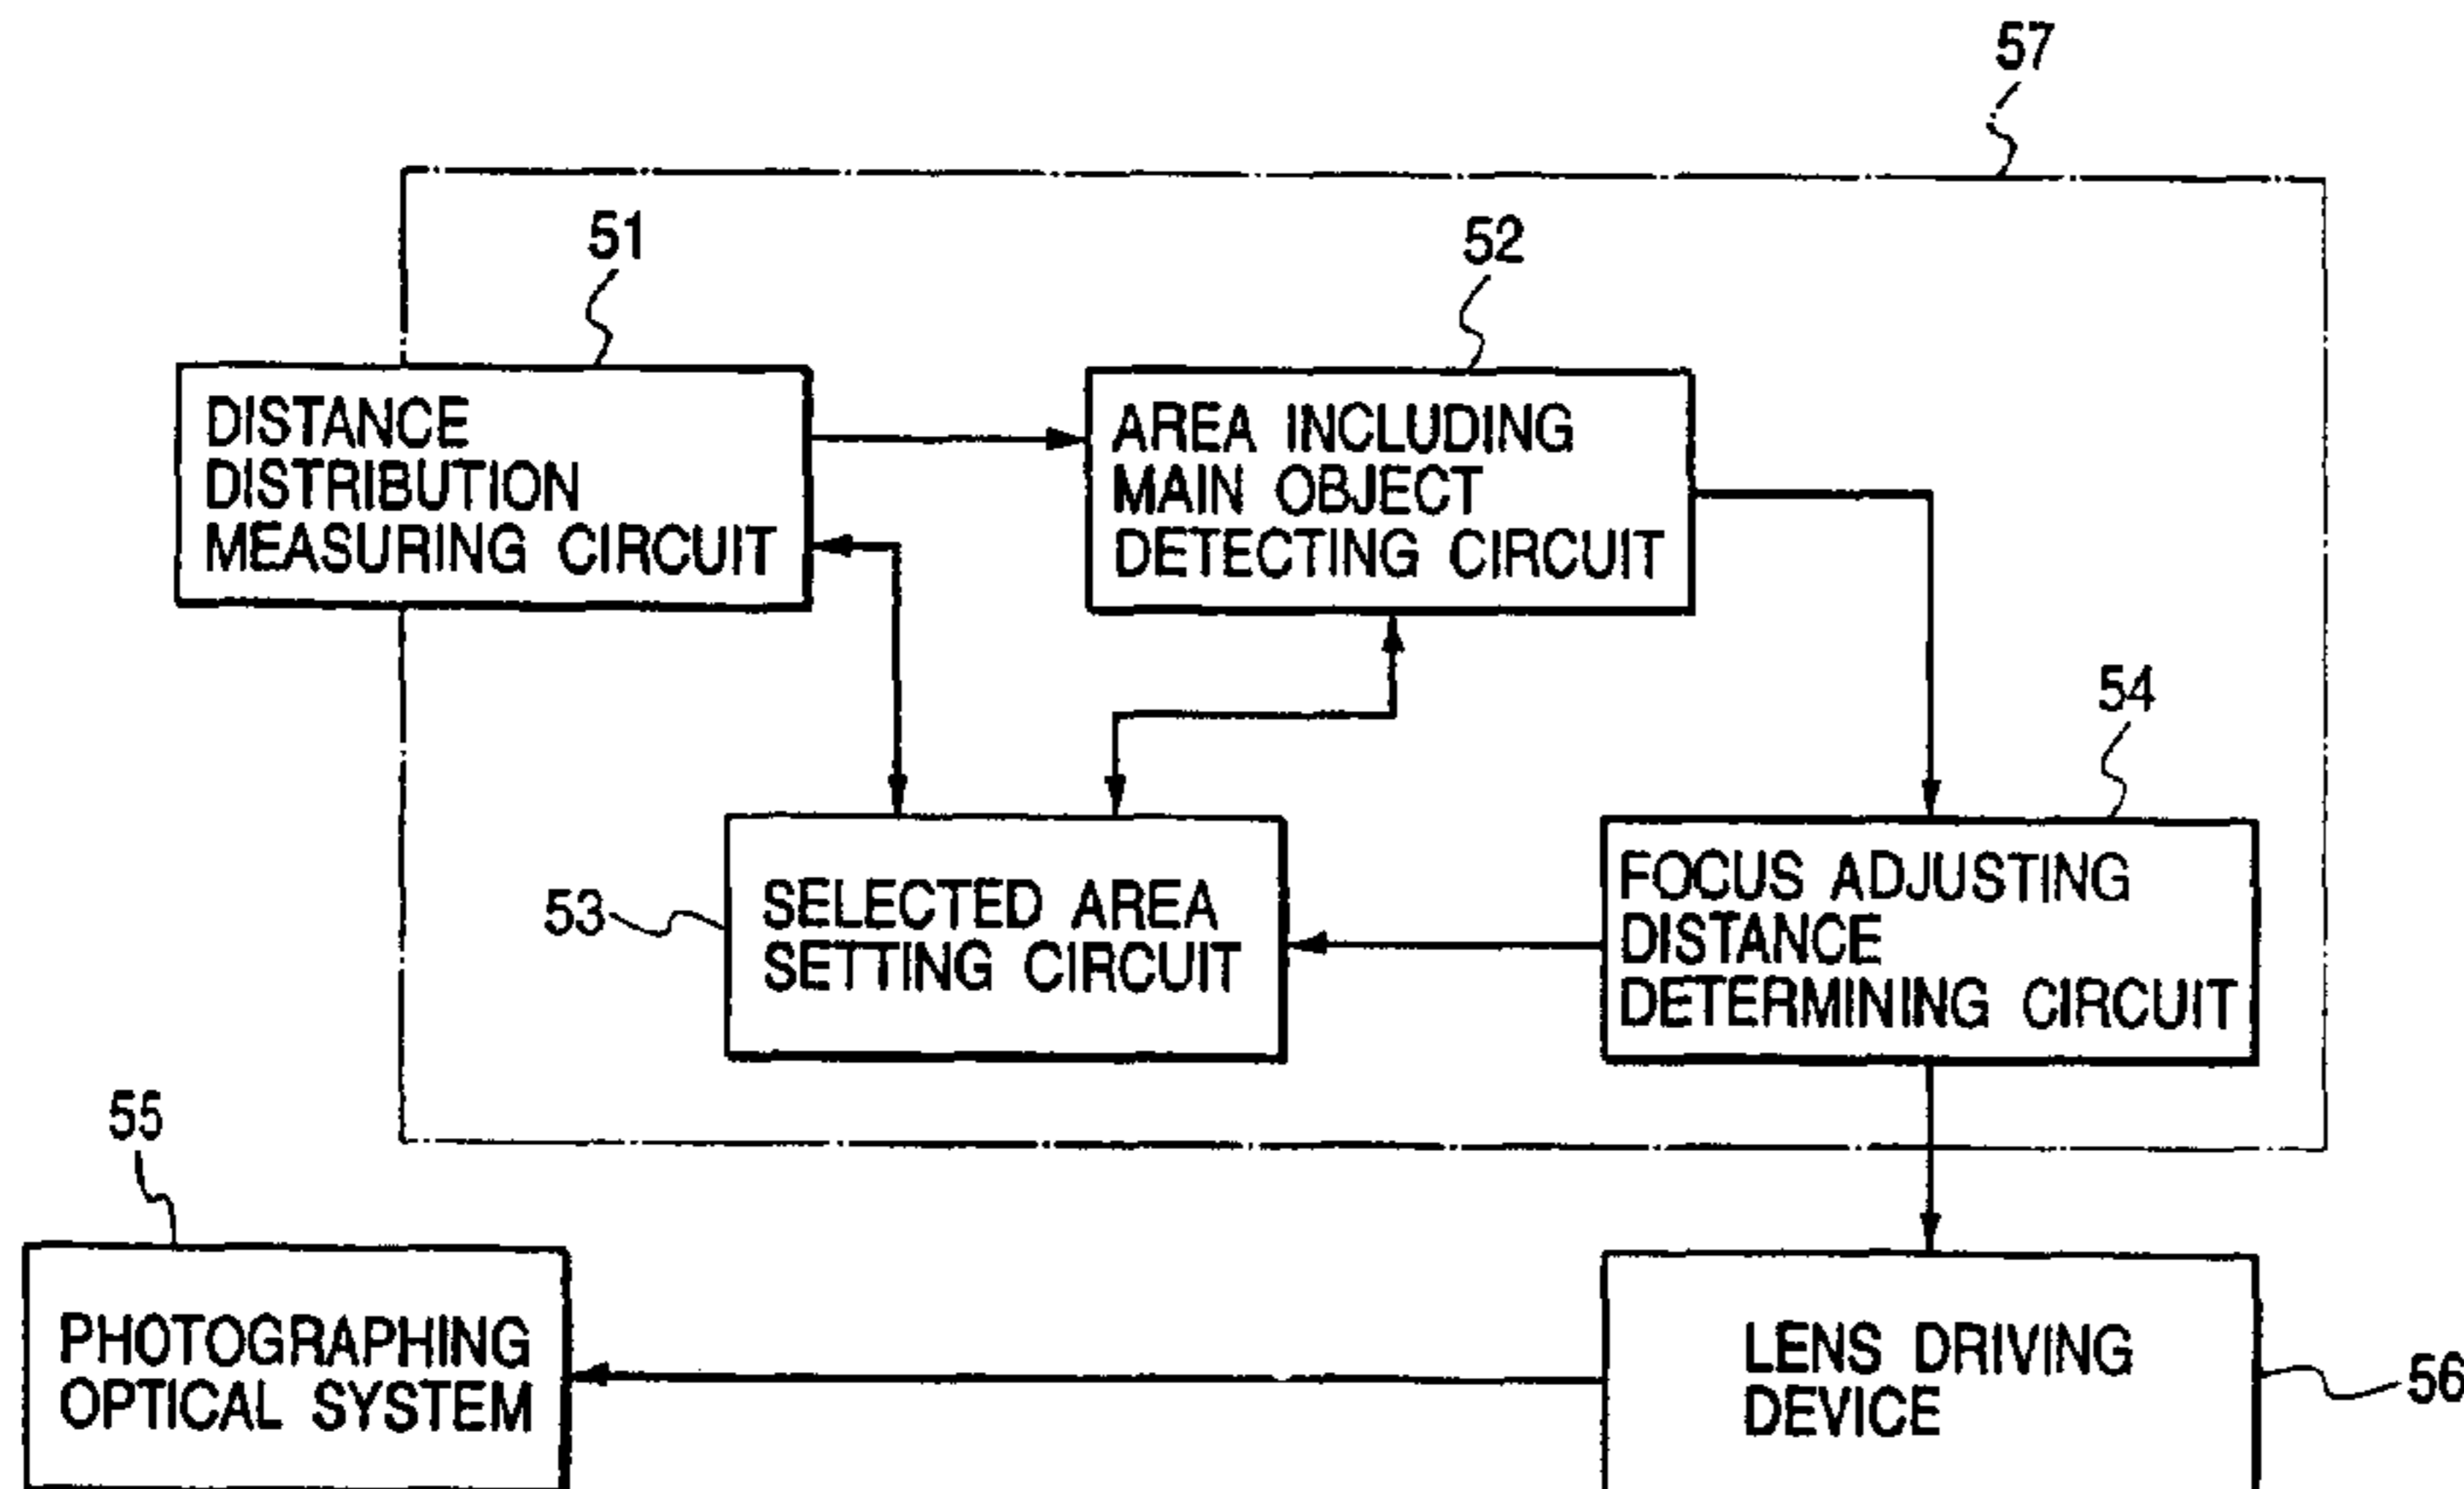 57
51
52
DISTANCE
DISTRIBUTION
MEASURING CIRCUIT
AREA INCLUDING
MAIN OBJECT
DETECTING CIRCUIT
54
53
SELECTED AREA
SETTING CIRCUIT
FOCUS ADJUSTING
DISTANCE
DETERMINING CIRCUIT
55
PHOTOGRAPHING
OPTICAL SYSTEM
LENS DRIVING
DEVICE
56